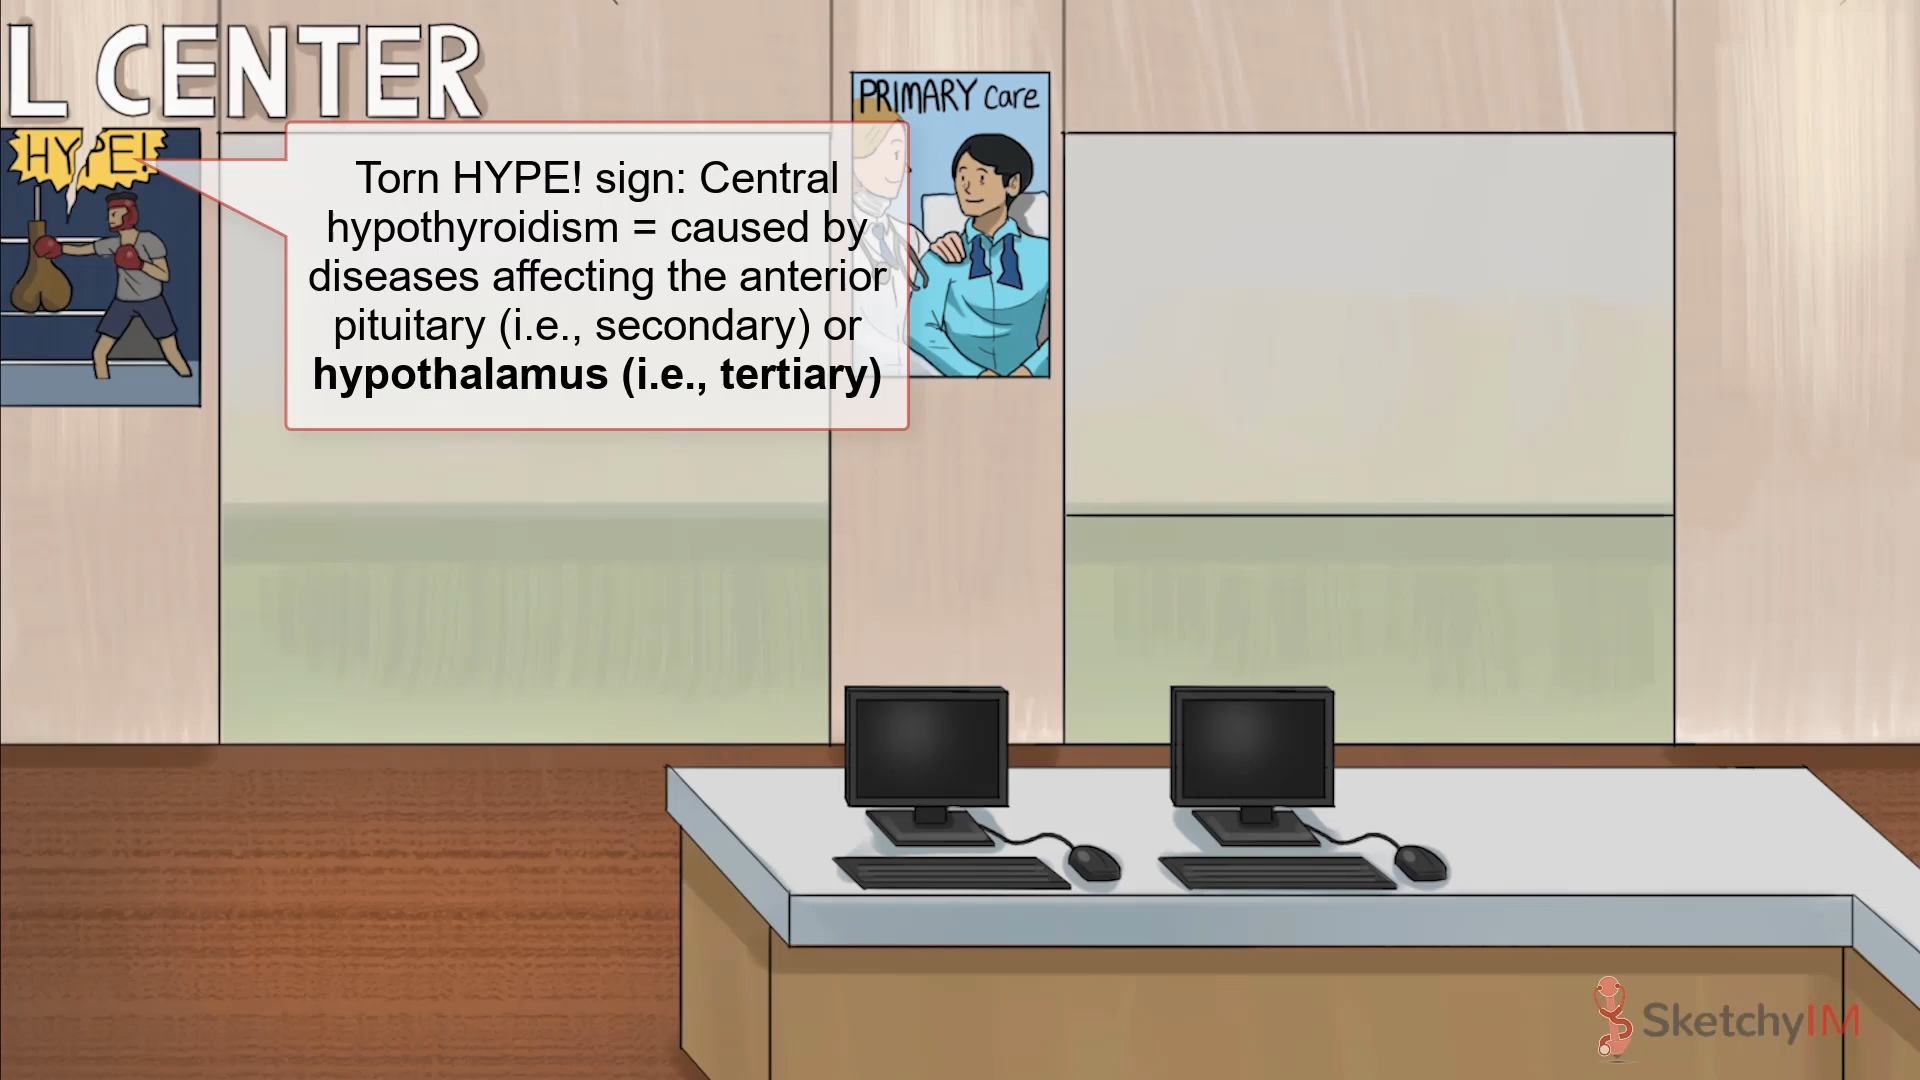 L CENTER
HYPE!
PRIMARY Care
Torn HYPE! sign: Central
hypothyroidism = caused by
diseases affecting the anterior
pituitary (i.e., secondary) or
hypothalamus (i.e., tertiary)
SketchyIM